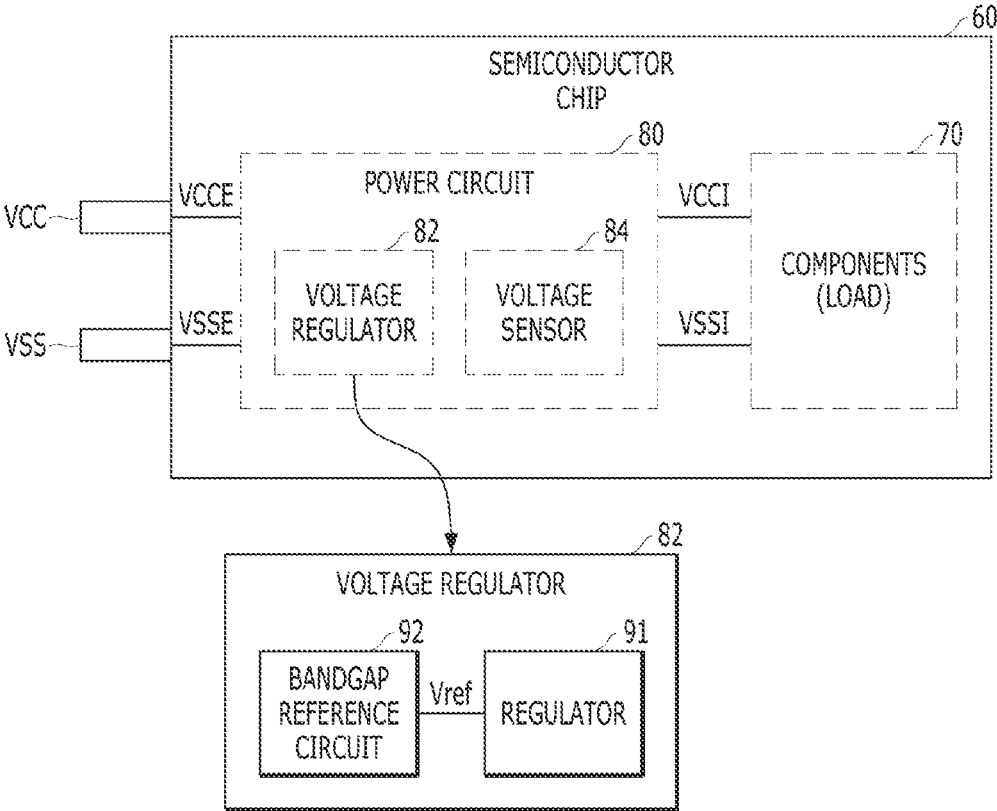 60
SEMICONDUCTOR
CHIP
80
70
POWER CIRCUIT
VCC
VCCE
VCCI
82
84
VOLTAGE
REGULATOR
VOLTAGE
SENSOR
COMPONENTS
(LOAD)
VSS
VSSE
VSSI
82
VOLTAGE REGULATOR
92
91
BANDGAP
REFERENCE
CIRCUIT
Vref
REGULATOR